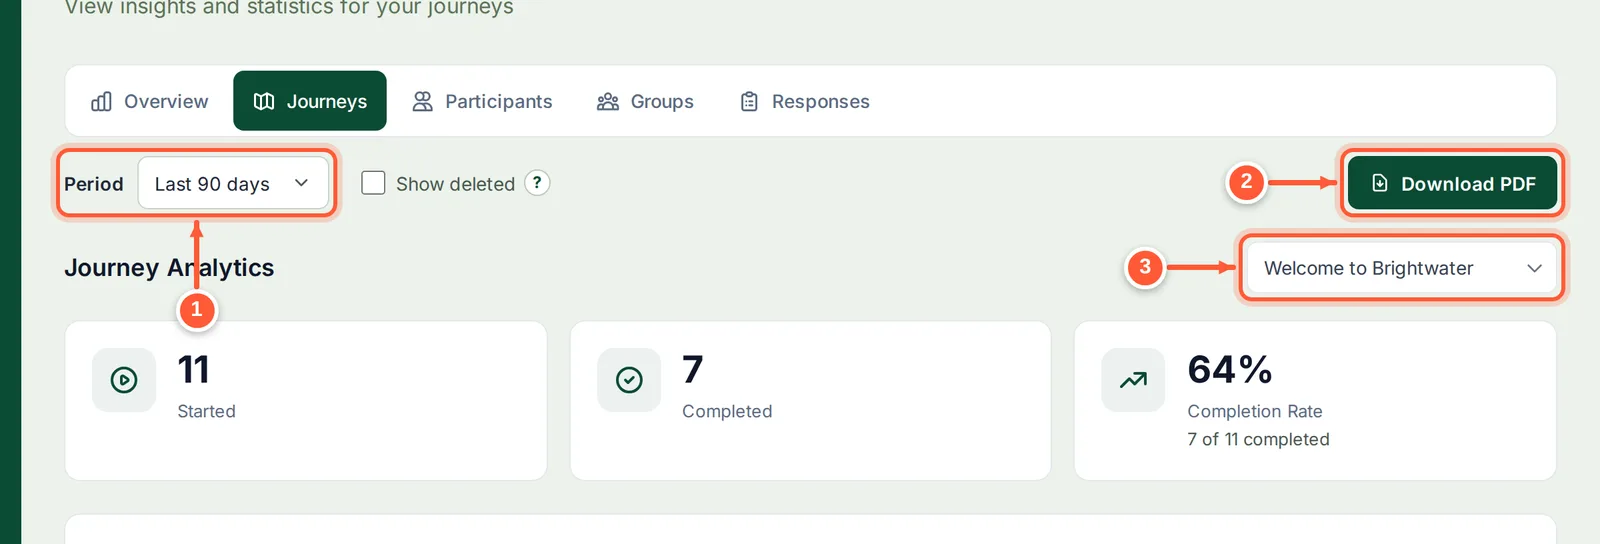 View insights and statistics for your journeys
Overview Journeys Participants Groups Responses
Period Last 90 days Show deleted ? 2 Download PDF
Journey Analytics 3 Welcome to Brightwater
1
11 7 64%
Started Completed Completion Rate
7 of 11 completed